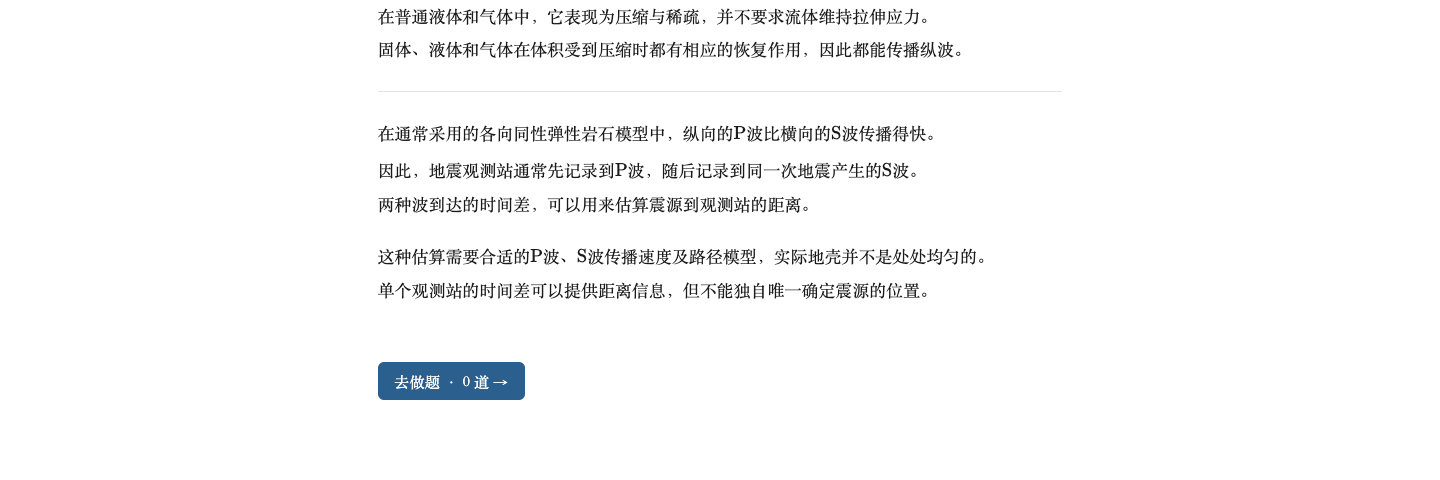 在普通液体和气体中，它表现为压缩与稀疏，并不要求流体维持拉伸应力。
固体、液体和气体在体积受到压缩时都有相应的恢复作用，因此都能传播纵波。
在通常采用的各向同性弹性岩石模型中，纵向的P波比横向的S波传播得快。
因此，地震观测站通常先记录到P波，随后记录到同一次地震产生的S波。
两种波到达的时间差，可以用来估算震源到观测站的距离。
这种估算需要合适的P波、S波传播速度及路径模型，实际地壳并不是处处均匀的。
单个观测站的时间差可以提供距离信息，但不能独自唯一确定震源的位置。
去做题 · 0 道 →